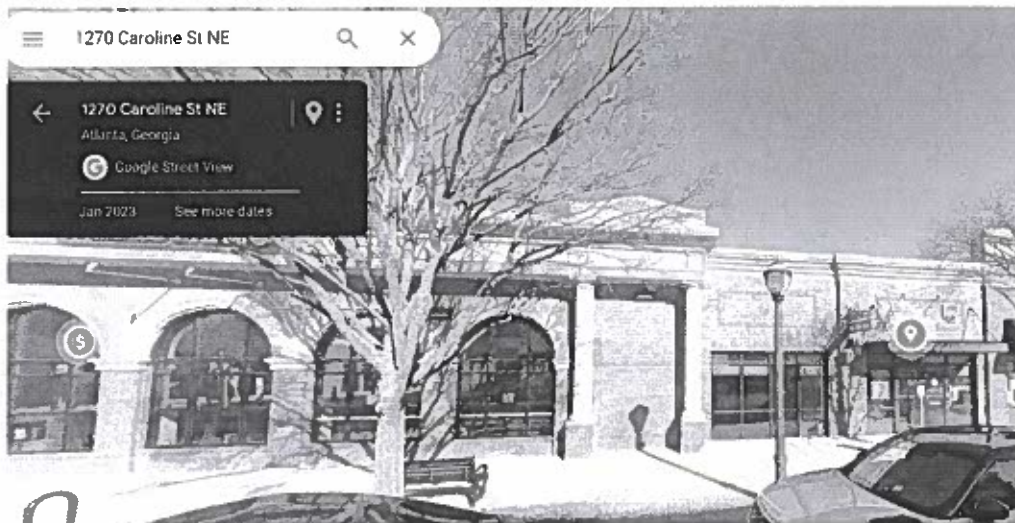 1270 Caroline St NE
1270 Caroline St NE
Atlanta, Georgia
Google Street View
Jan 2023 See more dates
$